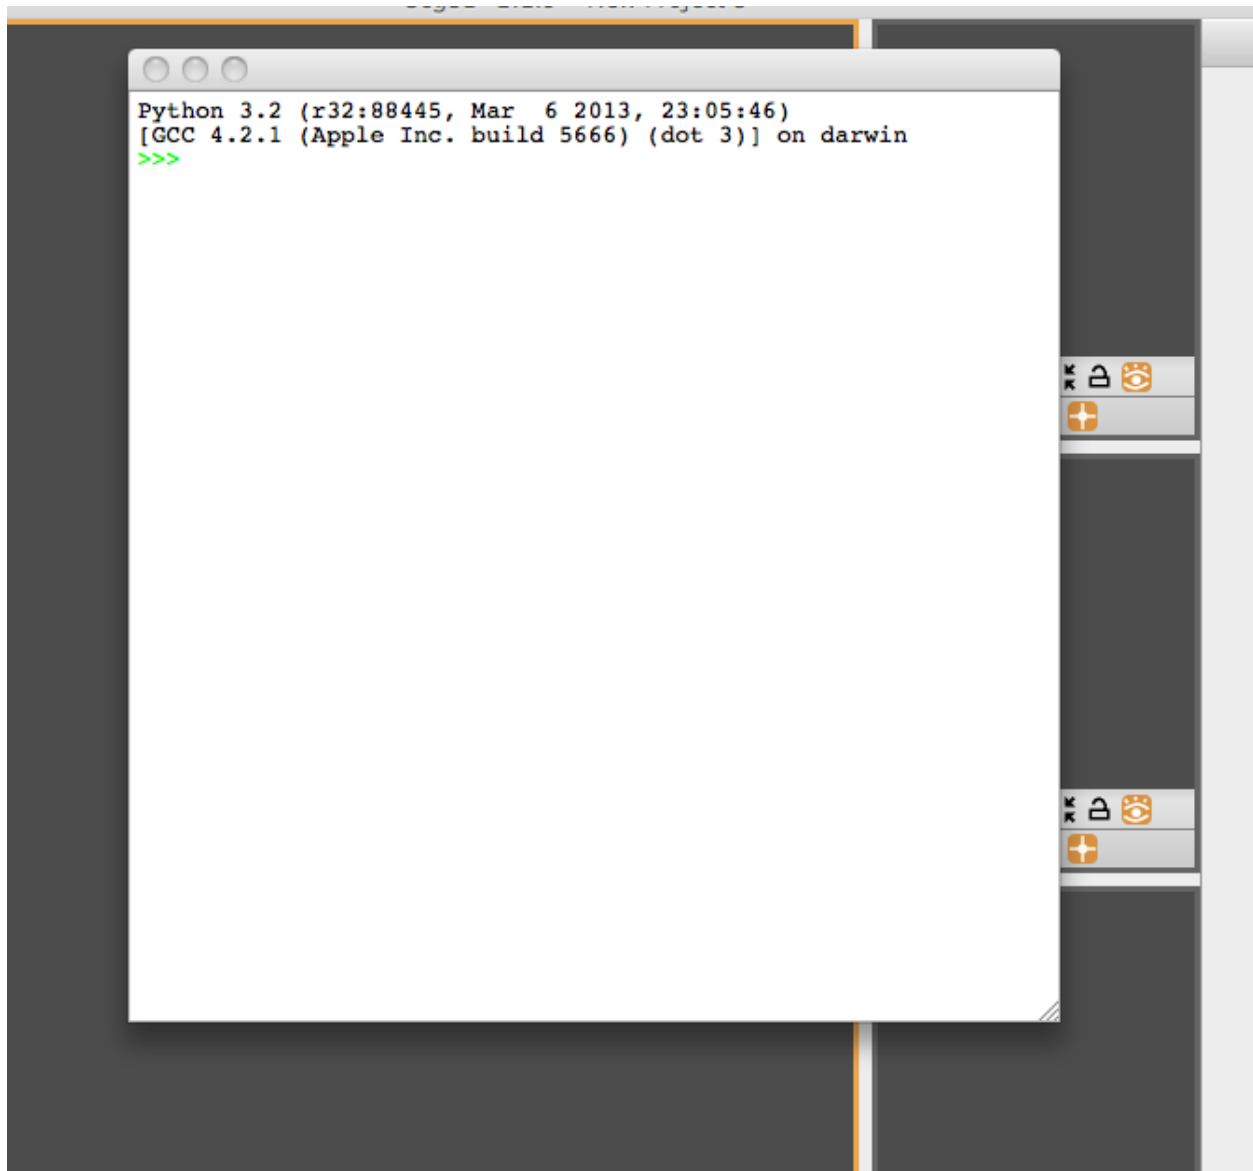 Python 3.2 (r32:88445, Mar  6 2013, 23:05:46)
[GCC 4.2.1 (Apple Inc. build 5666) (dot 3)] on darwin
>>>